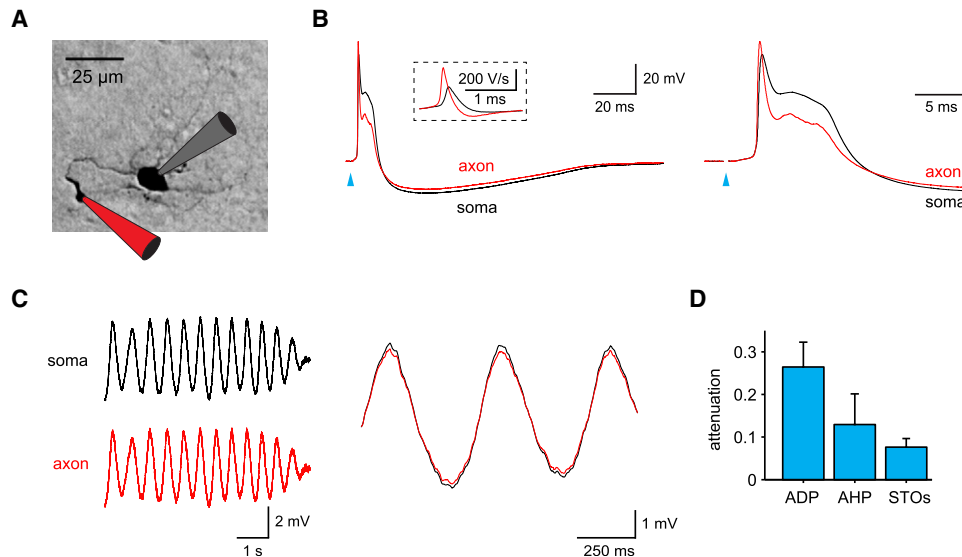 A
25 µm
B
200 V/s
1 ms
20 mV
20 ms
axon
soma
5 ms
axon
soma
C
soma
axon
2 mV
1 s
1 mV
250 ms
D
attenuation
0.3
0.2
0.1
0
ADP AHP STOs